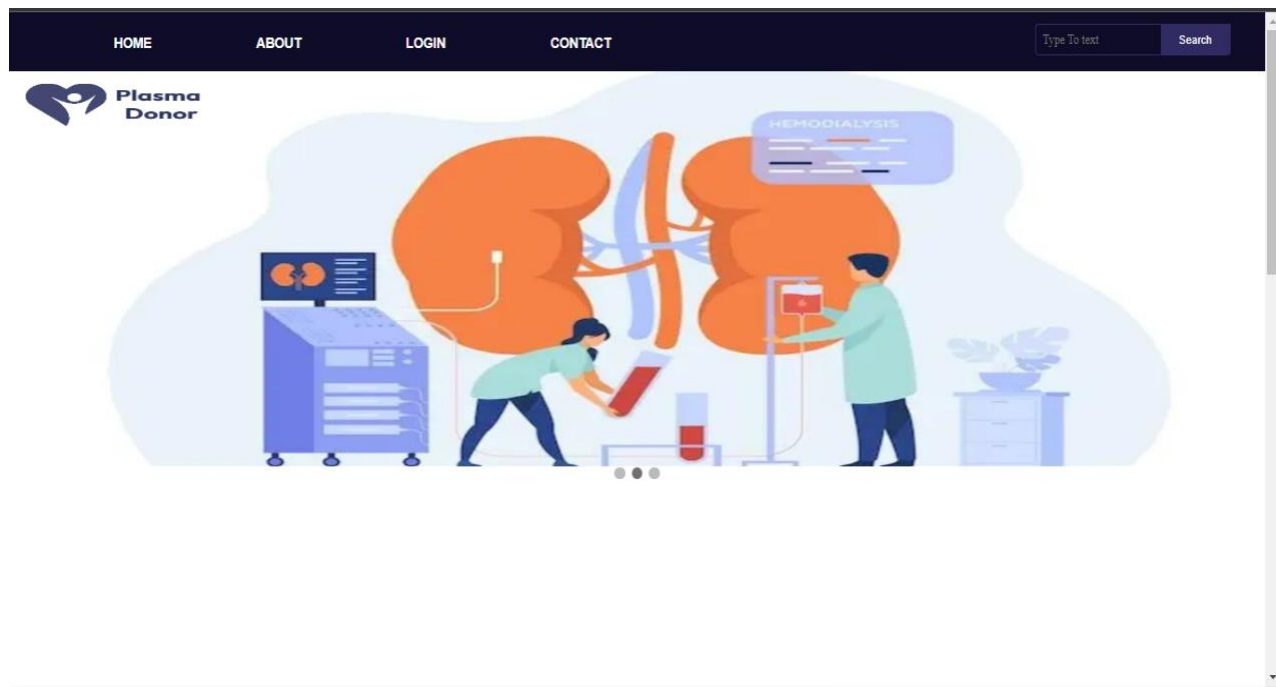 HOME ABOUT LOGIN CONTACT Type To text Search
Plasma
Donor
HEMODIALYSIS